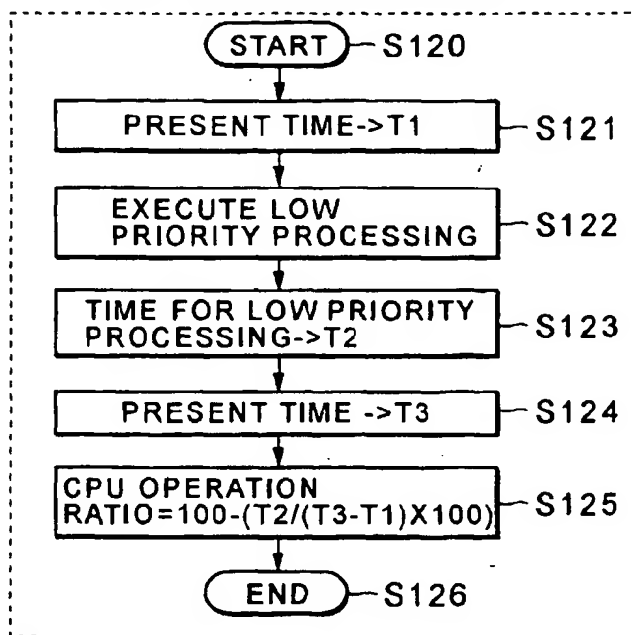 START S120
PRESENT TIME->T1 S121
EXECUTE LOW
PRIORITY PROCESSING S122
TIME FOR LOW PRIORITY
PROCESSING->T2 S123
PRESENT TIME ->T3 S124
CPU OPERATION
RATIO=100-(T2/(T3-T1)X100) S125
END S126